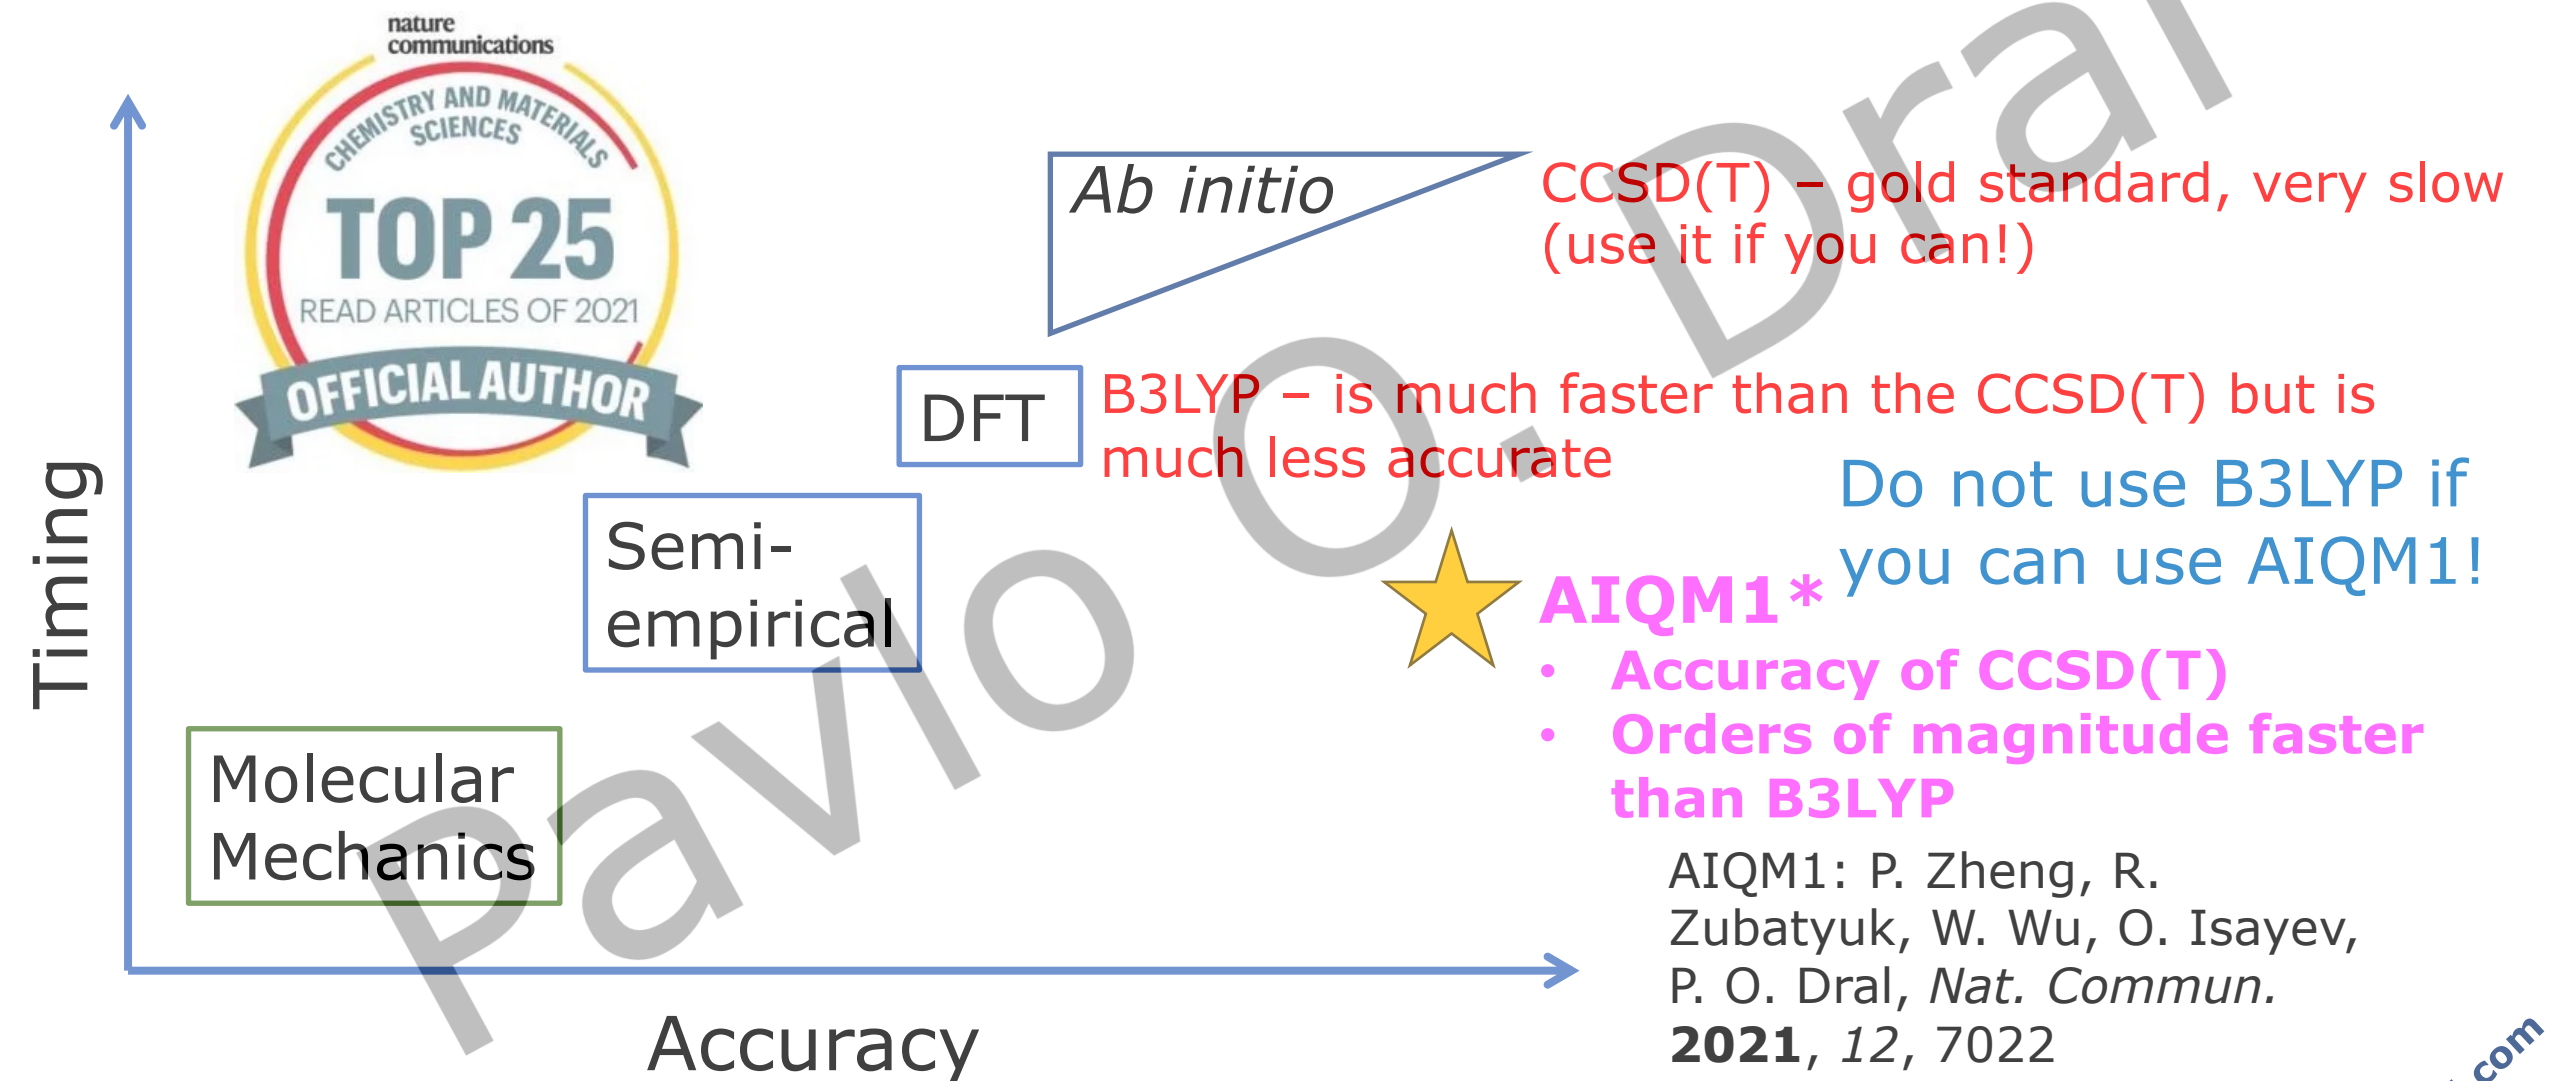 nature
communications
CHEMISTRY AND MATERIALS
SCIENCES
TOP 25
READ ARTICLES OF 2021
OFFICIAL AUTHOR
Ab initio
CCSD(T) – gold standard, very slow
(use it if you can!)
DFT
B3LYP – is much faster than the CCSD(T) but is
much less accurate
Do not use B3LYP if
you can use AIQM1!
Semi-
empirical
AIQM1*
• Accuracy of CCSD(T)
• Orders of magnitude faster
than B3LYP
Molecular
Mechanics
AIQM1: P. Zheng, R.
Zubatyuk, W. Wu, O. Isayev,
P. O. Dral, Nat. Commun.
2021, 12, 7022
Timing
Accuracy
Pavlo O. Dral
.com